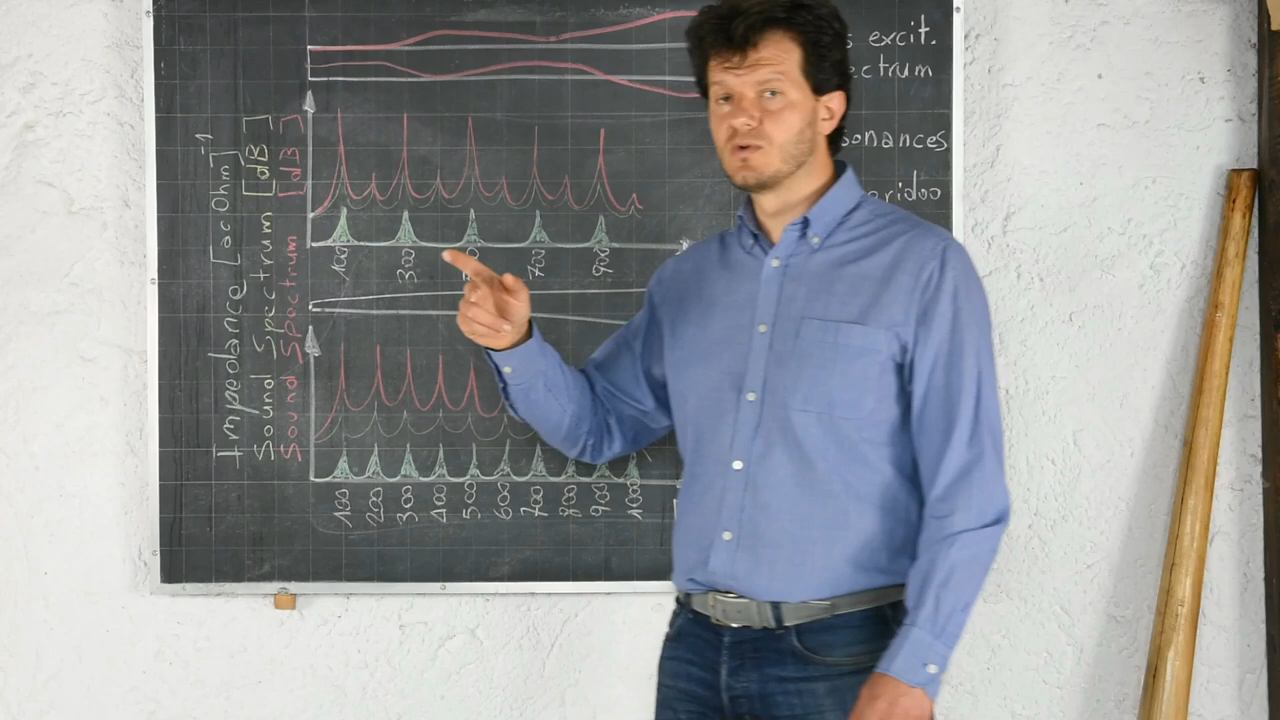 s excit.
ectrum
sonances
eridoo
Impedance [ac Ohm]-1
Sound Spectrum [dB]
Sound Spectrum [dB]
100 300 700 900
100 200 300 400 500 600 700 800 900 1000